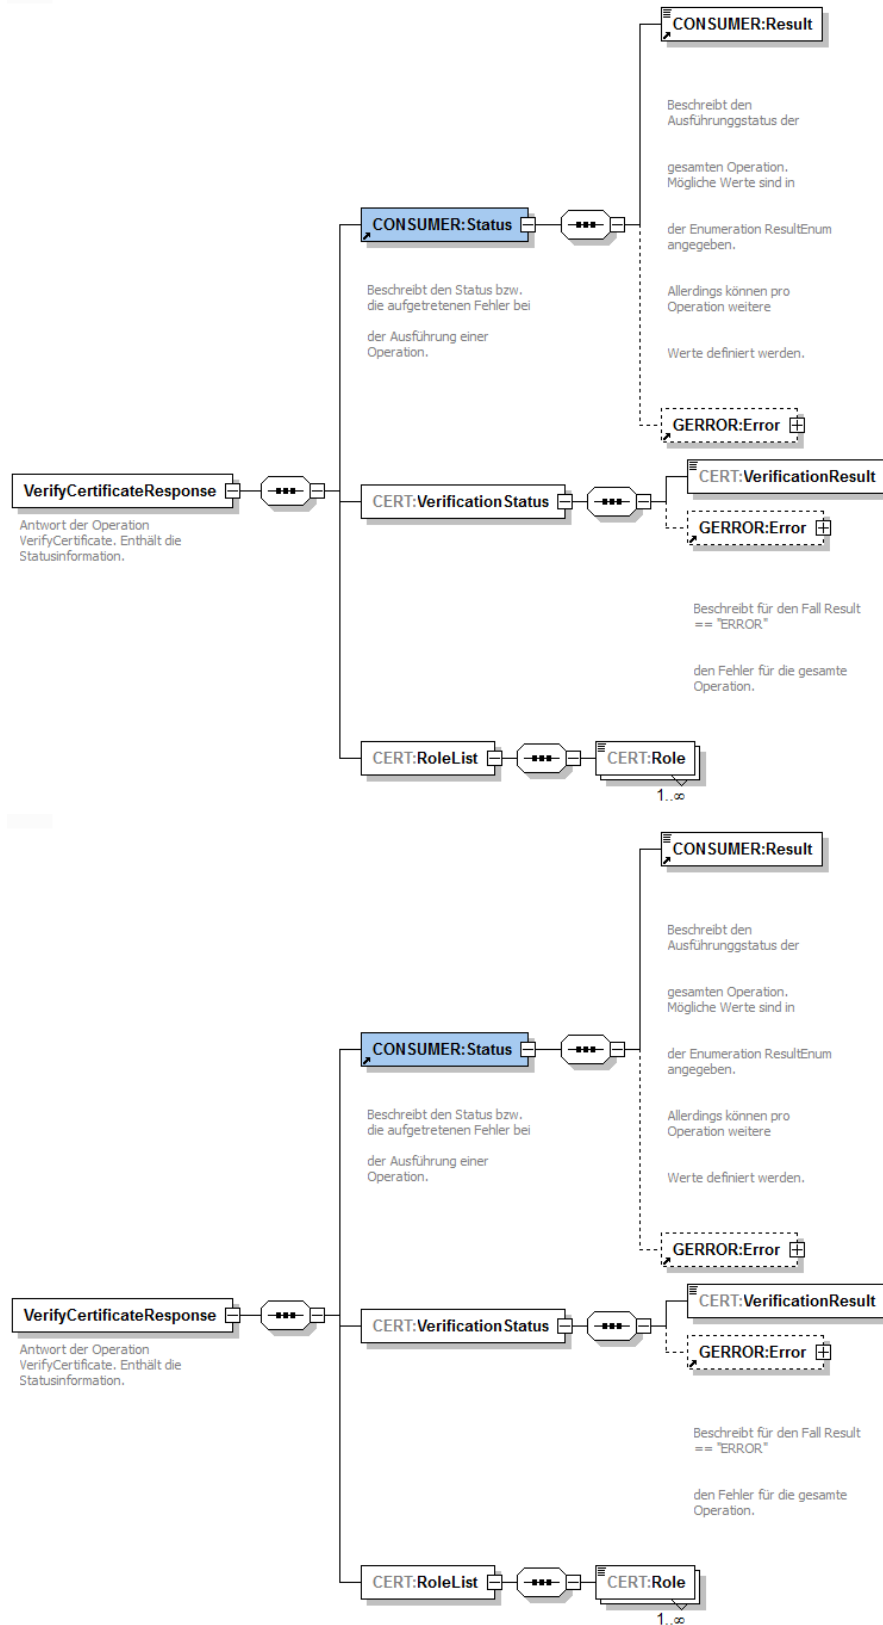 CONSUMER:Result
Beschreibt den
Ausführunggstatus der
gesamten Operation.
Mögliche Werte sind in
der Enumeration ResultEnum
angegeben.
Allerdings können pro
Operation weitere
Werte definiert werden.
CONSUMER:Status
Beschreibt den Status bzw.
die aufgetretenen Fehler bei
der Ausführung einer
Operation.
GERROR:Error
VerifyCertificateResponse
Antwort der Operation
VerifyCertificate. Enthält die
Statusinformation.
CERT:VerificationStatus
CERT:VerificationResult
GERROR:Error
Beschreibt für den Fall Result
== "ERROR"
den Fehler für die gesamte
Operation.
CERT:RoleList
CERT:Role
1..∞
CONSUMER:Result
Beschreibt den
Ausführunggstatus der
gesamten Operation.
Mögliche Werte sind in
der Enumeration ResultEnum
angegeben.
Allerdings können pro
Operation weitere
Werte definiert werden.
CONSUMER:Status
Beschreibt den Status bzw.
die aufgetretenen Fehler bei
der Ausführung einer
Operation.
GERROR:Error
VerifyCertificateResponse
Antwort der Operation
VerifyCertificate. Enthält die
Statusinformation.
CERT:VerificationStatus
CERT:VerificationResult
GERROR:Error
Beschreibt für den Fall Result
== "ERROR"
den Fehler für die gesamte
Operation.
CERT:RoleList
CERT:Role
1..∞